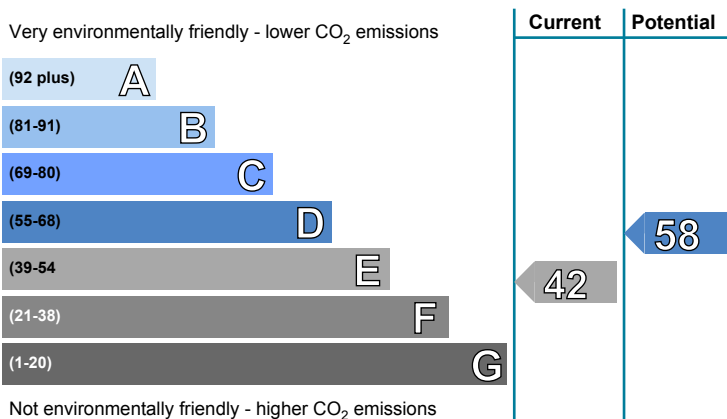 Current Potential
Very environmentally friendly - lower CO2 emissions
(92 plus) A
(81-91) B
(69-80) C
(55-68) D
58
(39-54 E
42
(21-38) F
(1-20) G
Not environmentally friendly - higher CO2 emissions